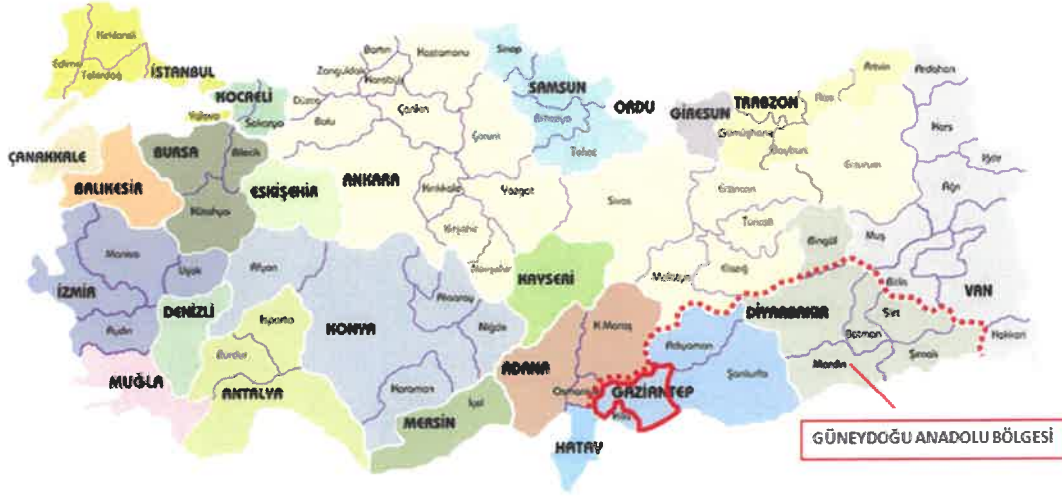 Kırklareli
Edirne
Tekirdağ
İSTANBUL
Yalova
KOCAELİ
Sakarya
Düzce
Bolu
Zonguldak
Bartın
Karabük
Kastamonu
Çankırı
Çorum
Sinop
SAMSUN
Amasya
Tokat
ORDU
GİRESUN
TRABZON
Gümüşhane
Bayburt
Rize
Artvin
Ardahan
Kars
Iğdır
Ağrı
Erzurum
Erzincan
Tunceli
ÇANAKKALE
BALIKESİR
BURSA
Bilecik
Kütahya
ESKİŞEHİR
ANKARA
Kırıkkale
Kırşehir
Yozgat
Nevşehir
Sivas
KAYSERİ
Malatya
Elazığ
Bingöl
Muş
Bitlis
VAN
Hakkari
Manisa
Uşak
İZMİR
Aydın
DENİZLİ
MUĞLA
Afyon
Isparta
Burdur
ANTALYA
KONYA
Aksaray
Niğde
Karaman
İçel
MERSİN
ADANA
K.Maraş
Osmaniye
HATAY
GAZİANTEP
Kilis
Adıyaman
Şanlıurfa
DİYARBAKIR
Batman
Siirt
Şırnak
Mardin
GÜNEYDOĞU ANADOLU BÖLGESİ